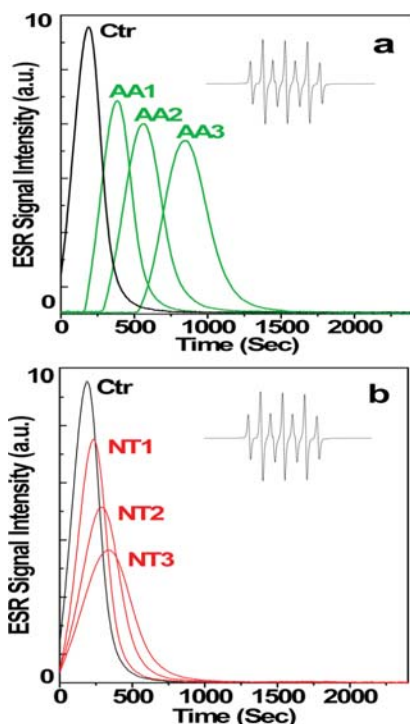 10
Ctr
a
AA1
AA2
AA3
ESR Signal Intensity (a.u.)
0
0 500 1000 1500 2000
Time (Sec)
10
Ctr
b
NT1
NT2
NT3
ESR Signal Intensity (a.u.)
0
0 500 1000 1500 2000
Time (Sec)